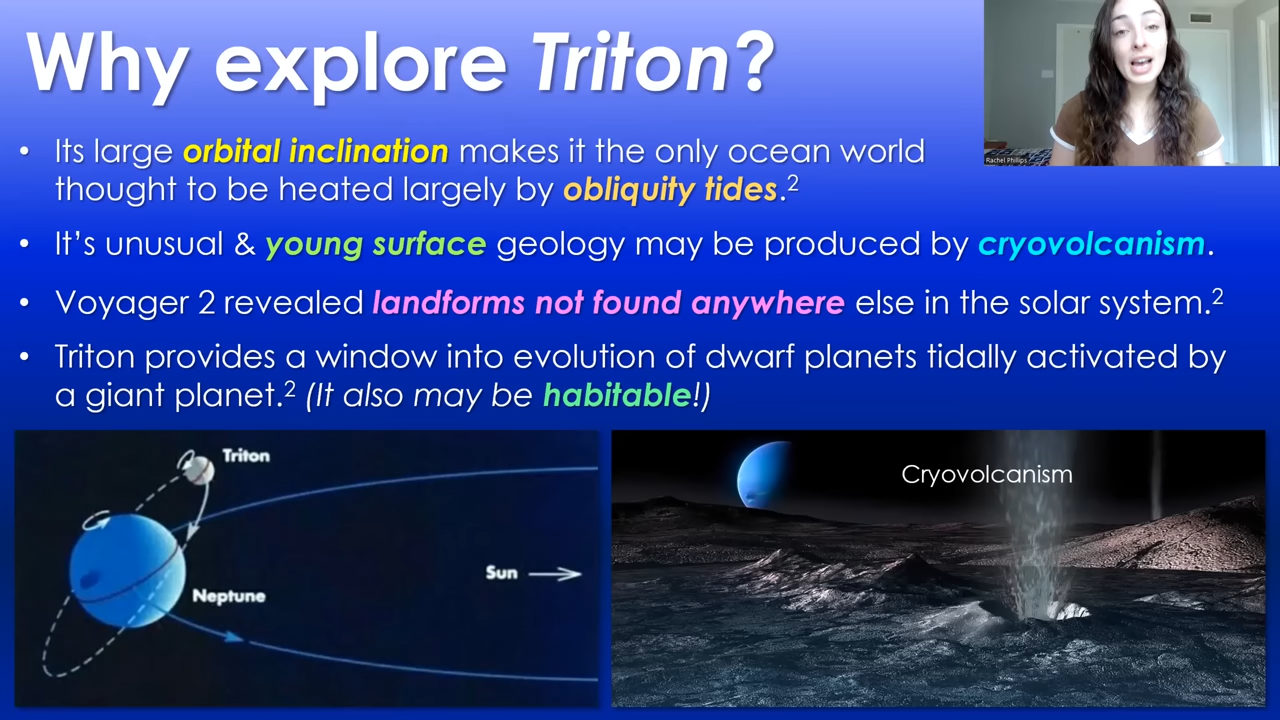 Why explore Triton?
Rachel Phillips
• Its large orbital inclination makes it the only ocean world
thought to be heated largely by obliquity tides.2
• It’s unusual & young surface geology may be produced by cryovolcanism.
• Voyager 2 revealed landforms not found anywhere else in the solar system.2
• Triton provides a window into evolution of dwarf planets tidally activated by
a giant planet.2 (It also may be habitable!)
Triton
Neptune
Sun
Cryovolcanism